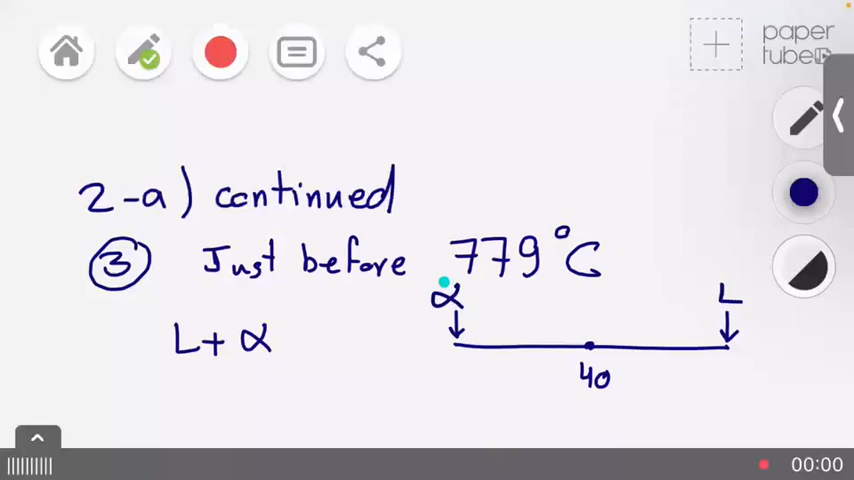 paper
tube
2-a) continued
③ Just before 779°C
α L
L+ α
40
00:00